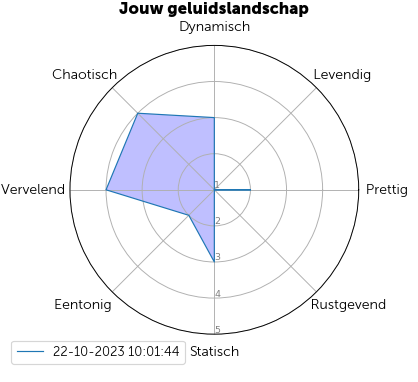 Jouw geluidslandschap
Dynamisch
Chaotisch
Levendig
Vervelend
1
Prettig
2
3
4
Eentonig
Rustgevend
5
22-10-2023 10:01:44
Statisch